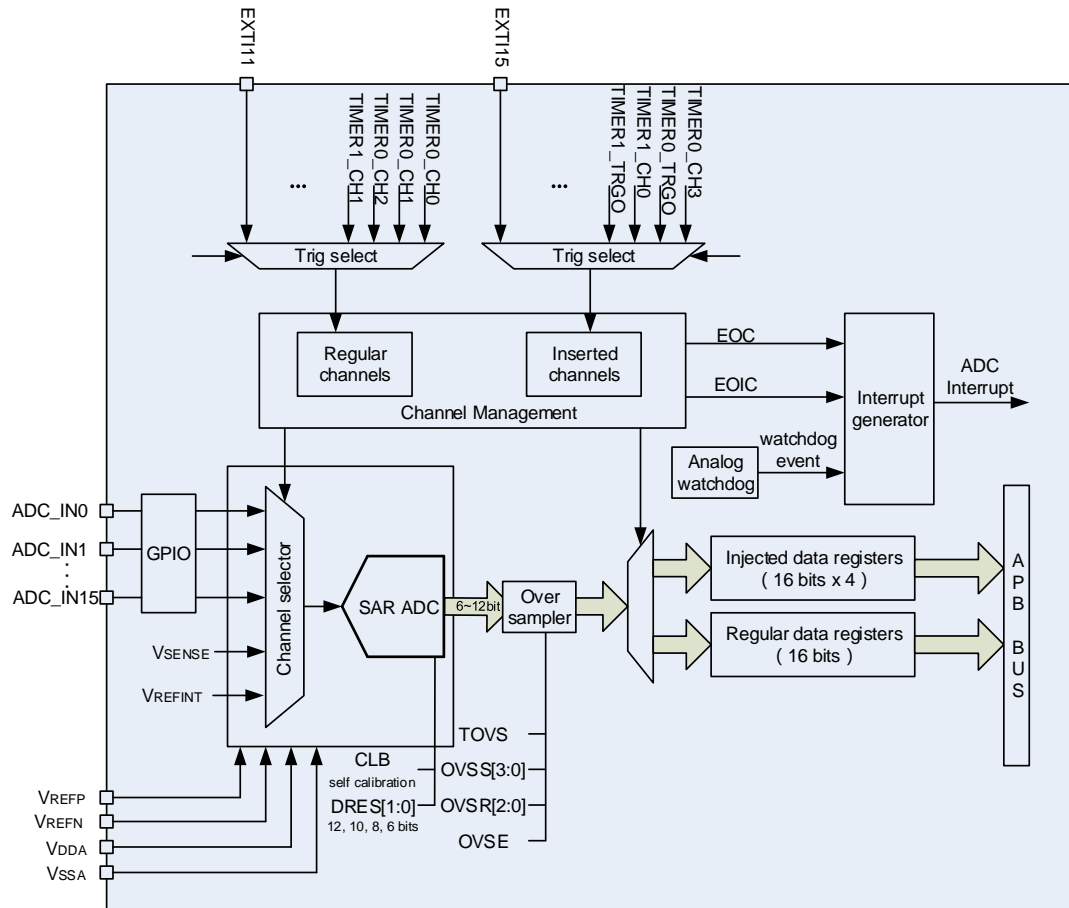 EXTI11
EXTI15
TIMER1_CH1
TIMER0_CH2
TIMER0_CH1
TIMER0_CH0
TIMER1_TRGO
TIMER1_CH0
TIMER0_TRGO
TIMER0_CH3
...
...
Trig select
Trig select
Regular
channels
Inserted
channels
Channel Management
EOC
EOIC
Interrupt
generator
ADC
Interrupt
Analog
watchdog
watchdog
event
ADC_IN0
ADC_IN1
ADC_IN15
GPIO
VSENSE
VREFINT
Channel selector
SAR ADC
6~12bit
Over
sampler
Injected data registers
( 16 bits x 4 )
Regular data registers
( 16 bits )
APB BUS
CLB
self calibration
DRES[1:0]
12, 10, 8, 6 bits
TOVS
OVSS[3:0]
OVSR[2:0]
OVSE
VREFP
VREFN
VDDA
VSSA